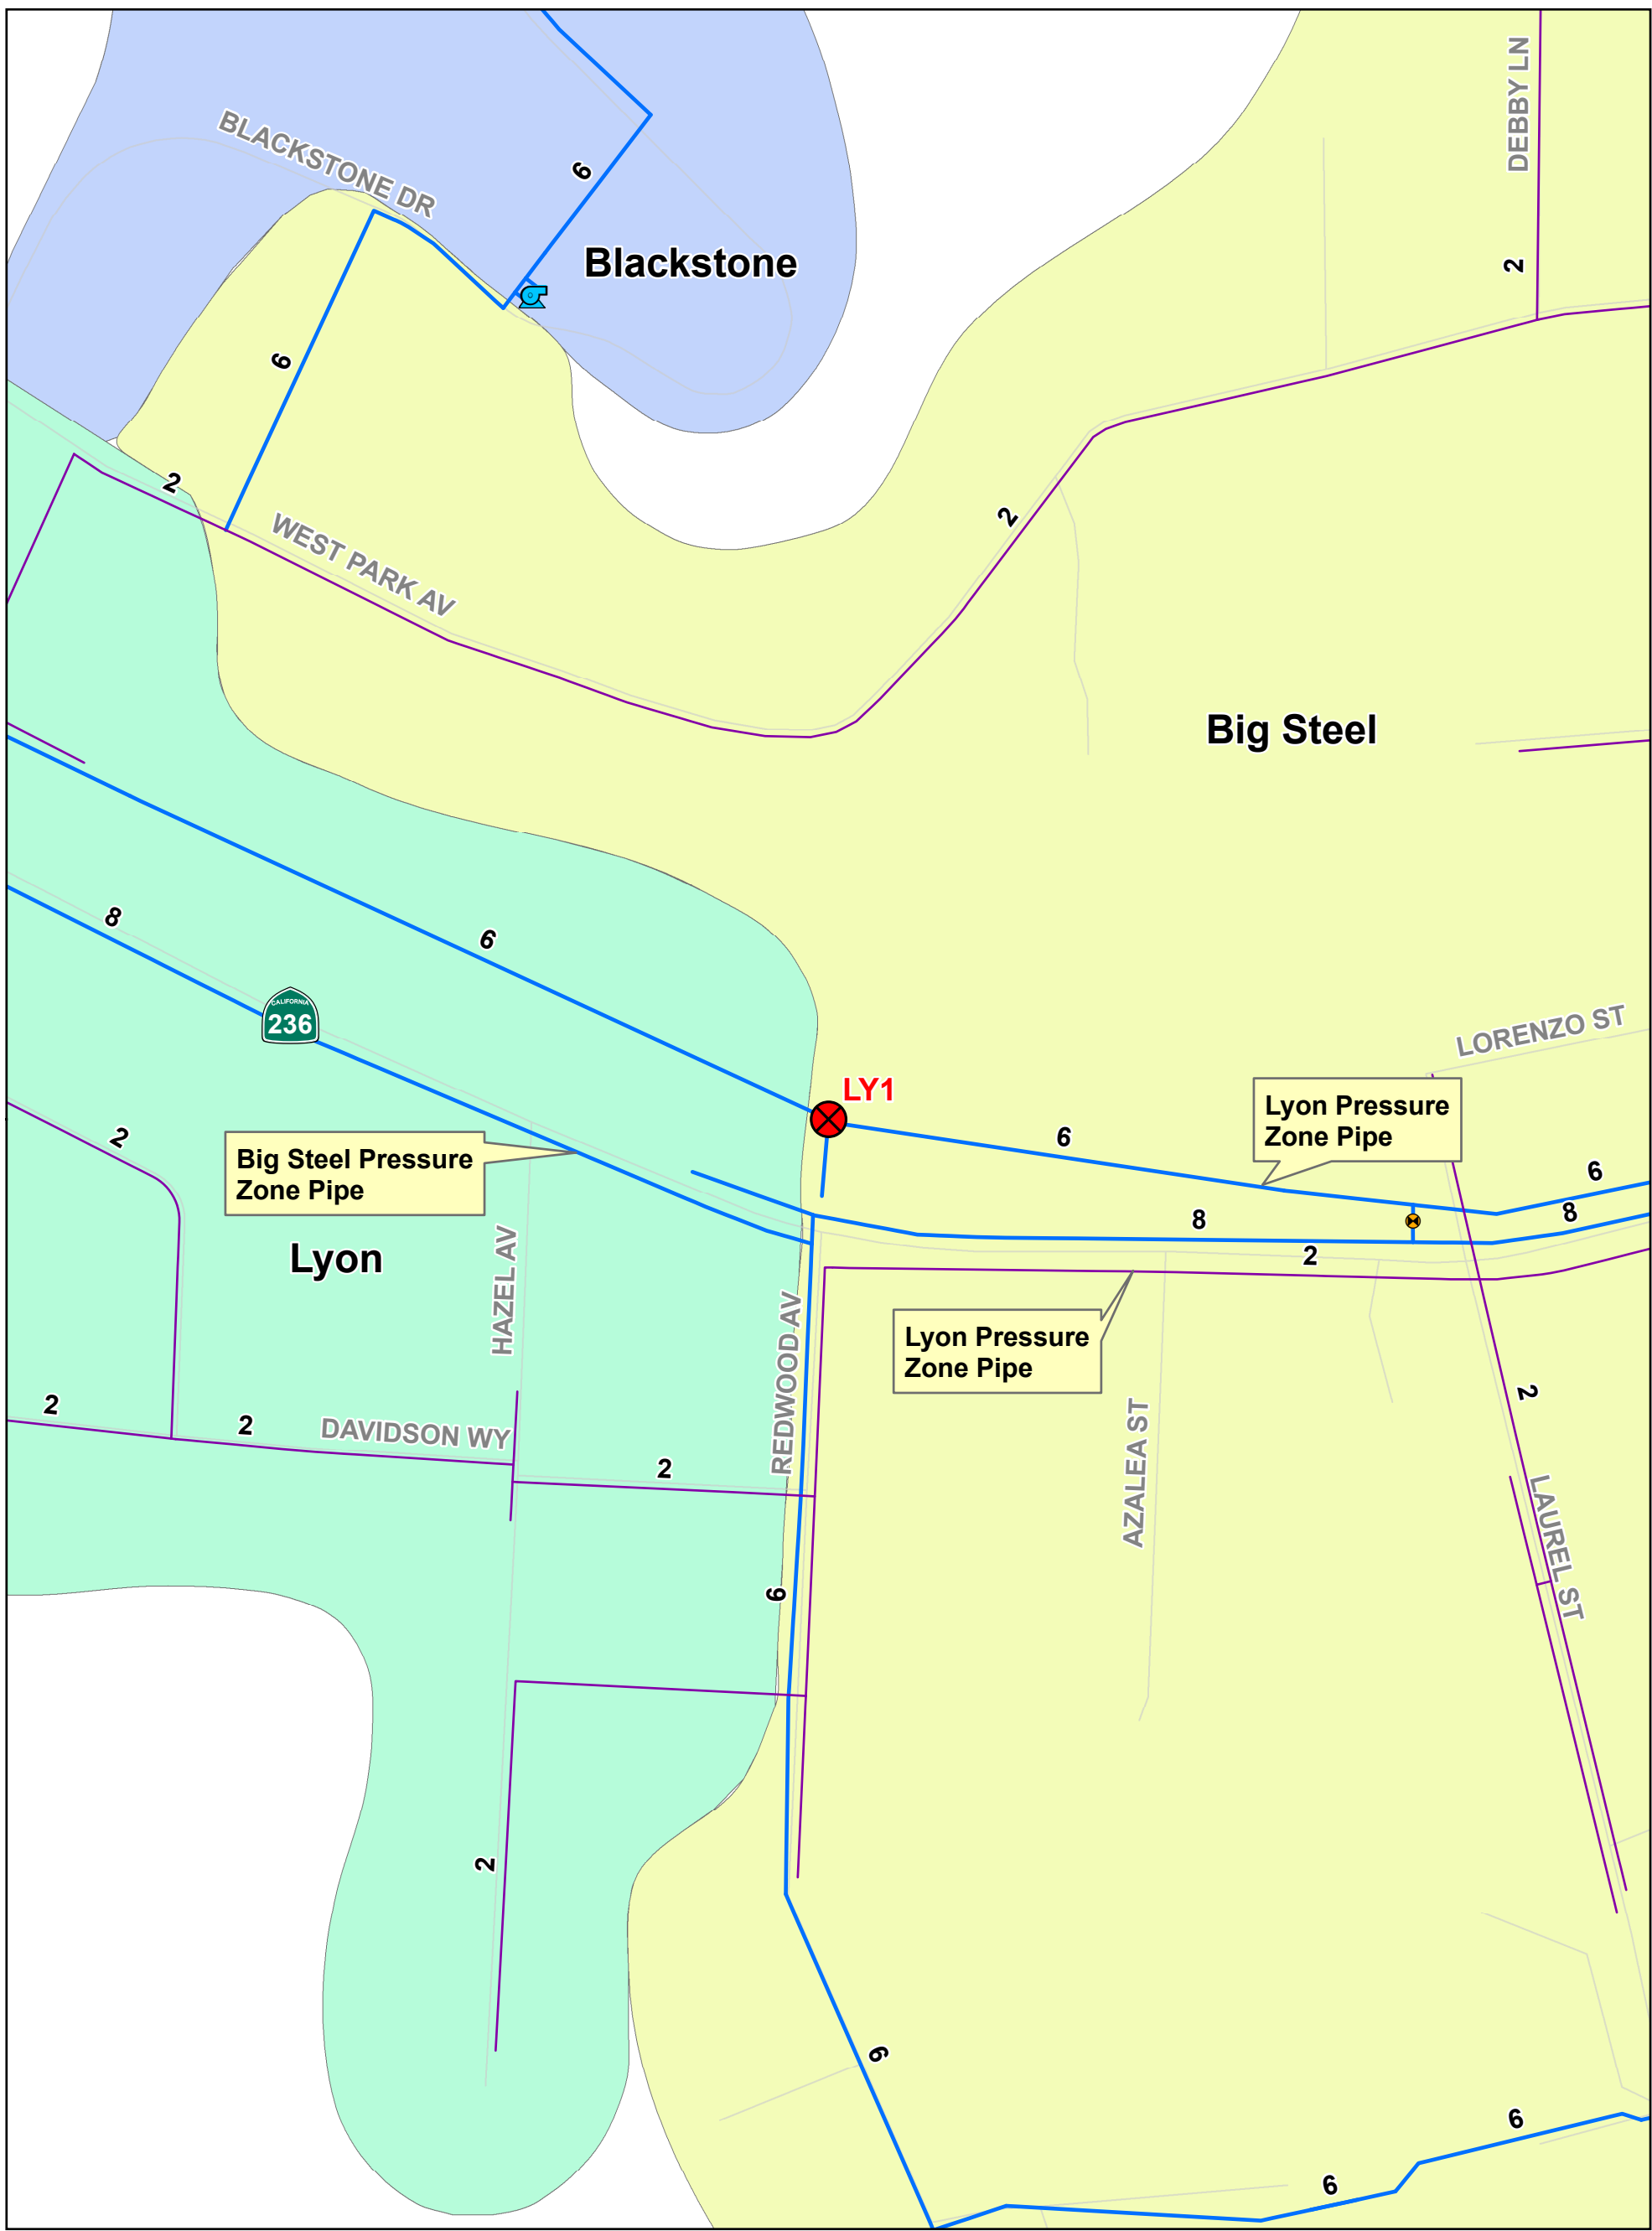 DEBBY LN
BLACKSTONE DR
6
Blackstone
2
6
2
WEST PARK AV
2
Big Steel
8
6
CALIFORNIA
236
LORENZO ST
LY1
Lyon Pressure
Zone Pipe
6
2
Big Steel Pressure
Zone Pipe
6
8
8
2
Lyon
HAZEL AV
REDWOOD AV
Lyon Pressure
Zone Pipe
2
2
2
DAVIDSON WY
2
AZALEA ST
LAUREL ST
6
2
6
6
6